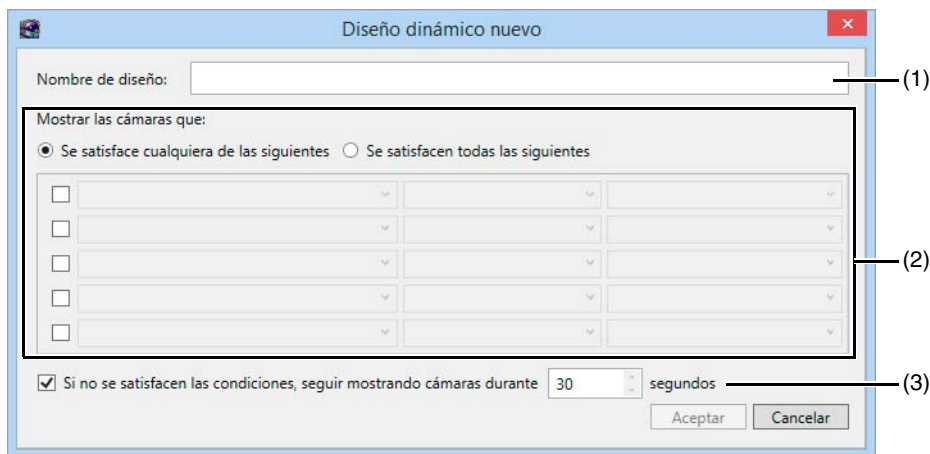 Diseño dinámico nuevo
Nombre de diseño: (1)
Mostrar las cámaras que:
Se satisface cualquiera de las siguientes Se satisfacen todas las siguientes
(2)
Si no se satisfacen las condiciones, seguir mostrando cámaras durante 30 segundos (3)
Aceptar Cancelar